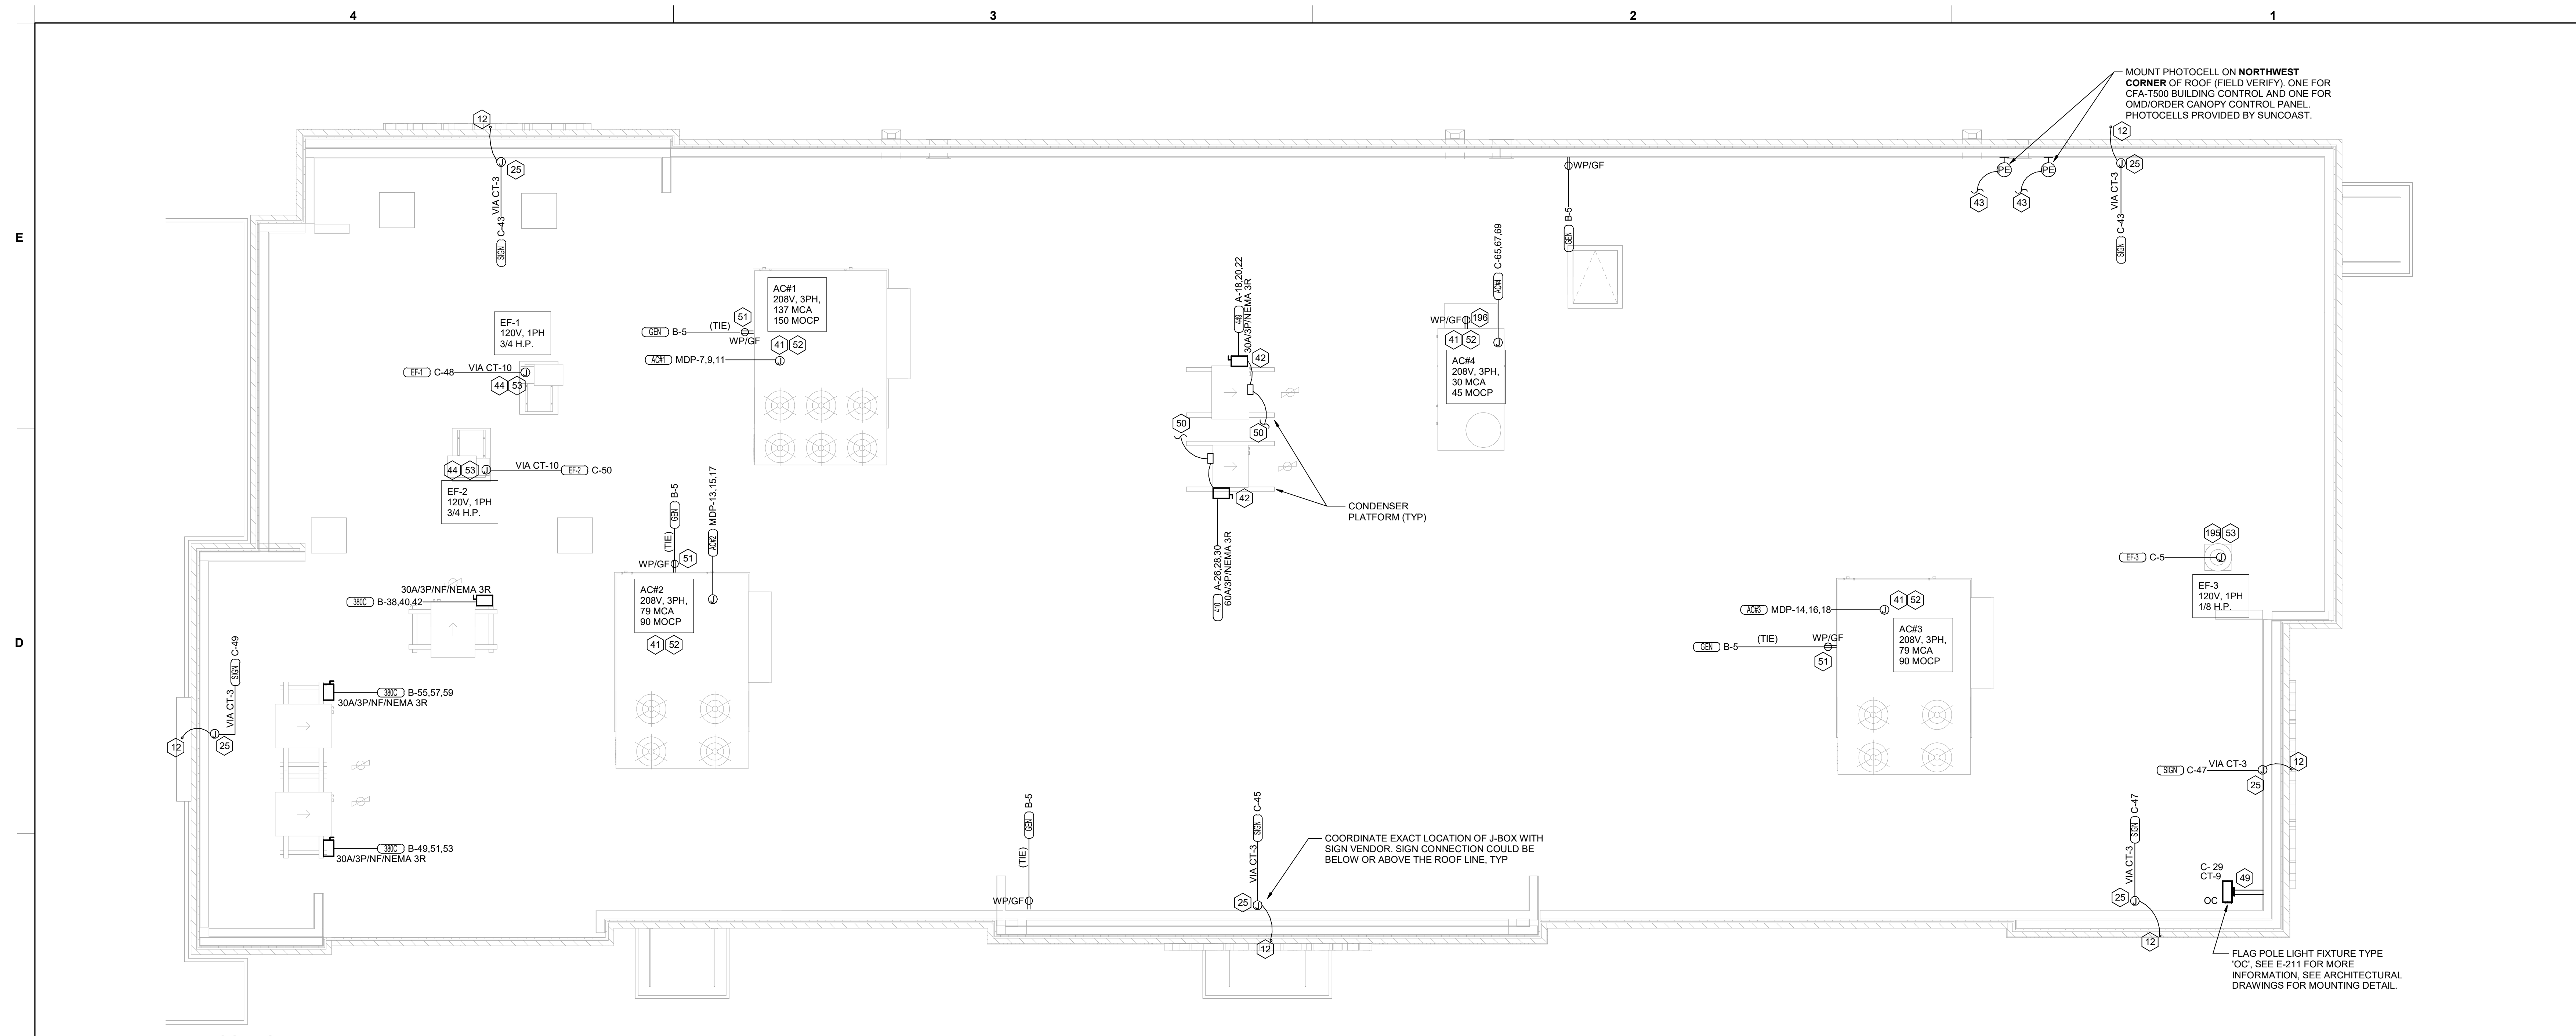 4
3
2
1
E
D
MOUNT PHOTOCELL ON NORTHWEST
CORNER OF ROOF (FIELD VERIFY). ONE FOR
CFA-T500 BUILDING CONTROL AND ONE FOR
OMD/ORDER CANOPY CONTROL PANEL.
PHOTOCELLS PROVIDED BY SUNCOAST.
12
J
25
VIA CT-3
C-43
SIGN
WP/GF
B-5
GEN
PE
PE
43
43
12
J
25
VIA CT-3
C-43
SIGN
EF-1
120V, 1PH
3/4 H.P.
EF-1 C-48 VIA CT-10 J
44 53
44 53 J VIA CT-10 EF-2 C-50
EF-2
120V, 1PH
3/4 H.P.
AC#1
208V, 3PH,
137 MCA
150 MOCP
41 52
GEN B-5 (TIE) 51
WP/GF
AC#1 MDP-7,9,11 J
449 A-18,20,22
30A/3P/NEMA 3R
42
50
50
42
410 A-26,28,30
60A/3P/NEMA 3R
CONDENSER
PLATFORM (TYP)
AC#4 C-65,67,69
WP/GF 196
41 52 J
AC#4
208V, 3PH,
30 MCA
45 MOCP
B-5
GEN
(TIE)
WP/GF 51
MDP-13,15,17
AC#2
J
AC#2
208V, 3PH,
79 MCA
90 MOCP
41 52
30A/3P/NF/NEMA 3R
380C B-38,40,42
380C B-55,57,59
30A/3P/NF/NEMA 3R
380C B-49,51,53
30A/3P/NF/NEMA 3R
C-49
SIGN
VIA CT-3
J
12 25
195 53
EF-3 C-5 J
EF-3
120V, 1PH
1/8 H.P.
AC#3 MDP-14,16,18 J
41 52
AC#3
208V, 3PH,
79 MCA
90 MOCP
GEN B-5 (TIE) WP/GF
51
SIGN C-47 VIA CT-3 J 12
25
B-5
GEN
(TIE)
WP/GF
C-45
SIGN
VIA CT-3
25 J
12
COORDINATE EXACT LOCATION OF J-BOX WITH
SIGN VENDOR. SIGN CONNECTION COULD BE
BELOW OR ABOVE THE ROOF LINE, TYP
C-47
SIGN
VIA CT-3
25 J
12
C- 29
CT-9
49
OC
FLAG POLE LIGHT FIXTURE TYPE
'OC', SEE E-211 FOR MORE
INFORMATION, SEE ARCHITECTURAL
DRAWINGS FOR MOUNTING DETAIL.